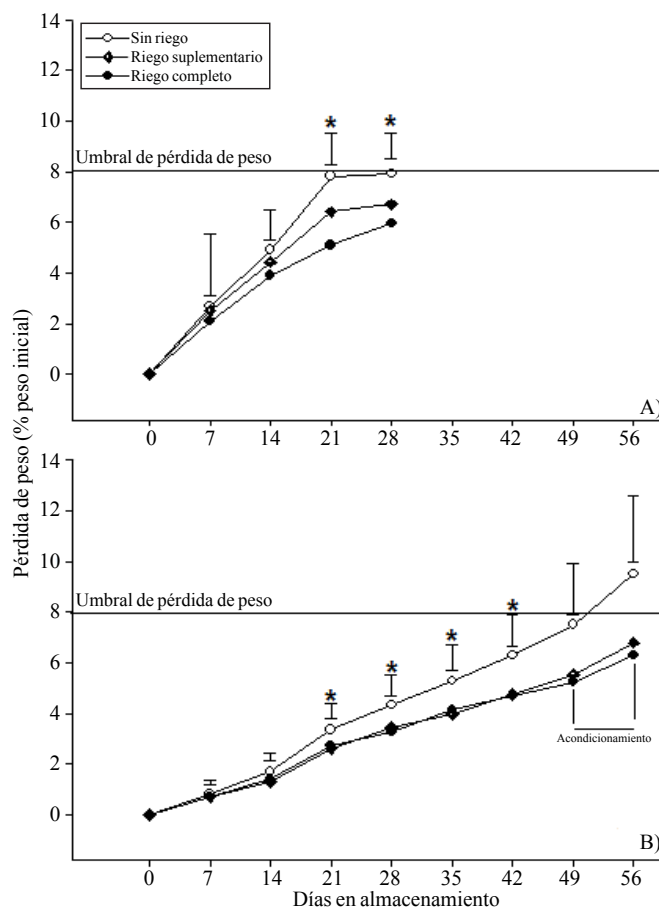 14
Sin riego
Riego suplementario
Riego completo
12
10
* *
Umbral de pérdida de peso
8
6
4
2
0
A)
0 7 14 21 28 35 42 49 56
Pérdida de peso (% peso inicial)
14
12
10
Umbral de pérdida de peso
8
* * * *
6
4
Acondicionamiento
2
0
B)
0 7 14 21 28 35 42 49 56
Días en almacenamiento